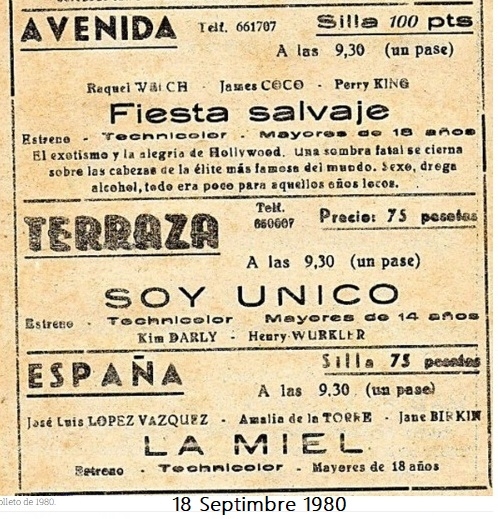 AVENIDA Telf. 661707 Silla 100 pts
A las 9,30 (un pase)
Raquel WELCH - James COCO - Perry KING
Fiesta salvaje
Estreno - Technicolor - Mayores de 18 años
El exotismo y la alegría de Hollywood. Una sombra fatal se cierna
sobre las cabezas de la élite más famosa del mundo. Sexo, droga
alcohol, todo era poco para aquellos años locos.
TERRAZA Telf. 660607 Precio: 75 pesetas
A las 9,30 (un pase)
SOY UNICO
Estreno - Technicolor - Mayores de 14 años
Kim DARLY - Henry WURKLER
ESPAÑA Silla 75 pesetas
A las 9.30 (un pase)
José Luis LOPEZ VAZQUEZ - Amalia de la TORRE - Jane BIRKIN
LA MIEL
Estreno - Technicolor - Mayores de 18 años
olleto de 1980.
18 Septimbre 1980